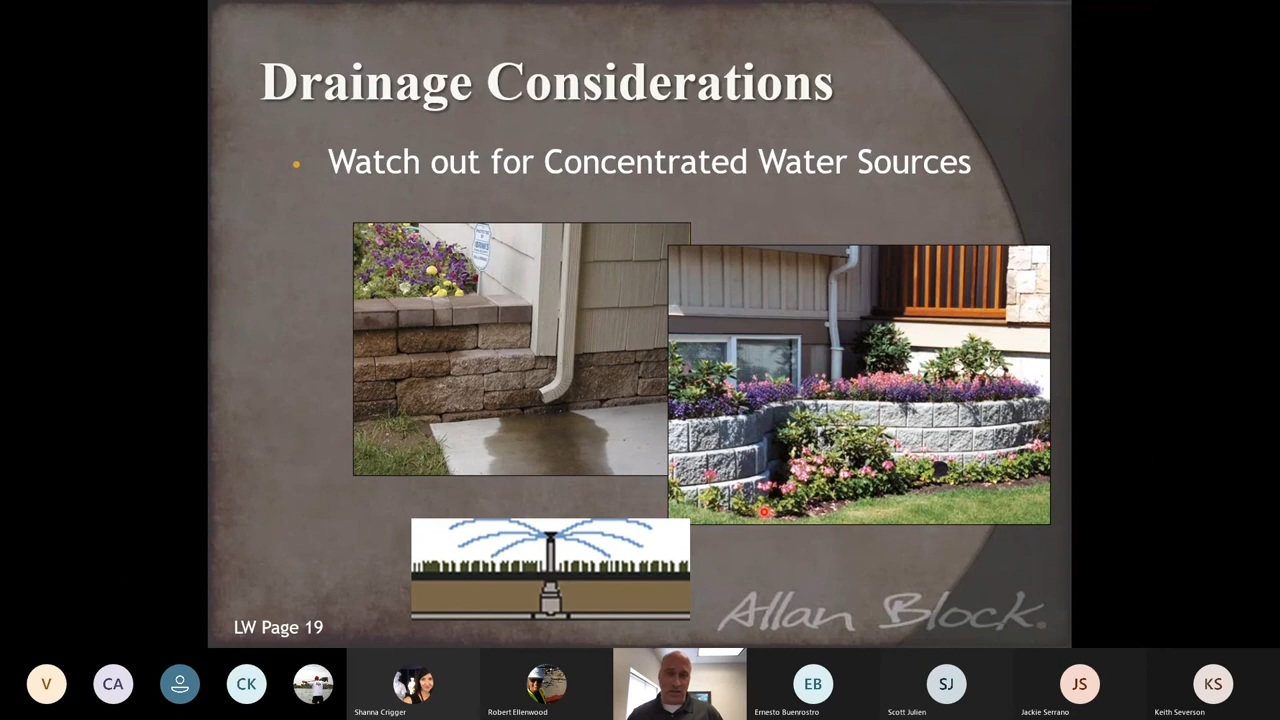 Drainage Considerations
• Watch out for Concentrated Water Sources
LW Page 19
Allan Block.
V
CA
CK
Shanna Crigger
Robert Ellenwood
EB
Ernesto Buenrostro
SJ
Scott Julien
JS
Jackie Serrano
KS
Keith Severson